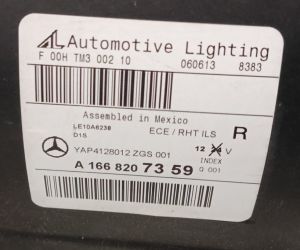 AL Automotive Lighting
F 00H TM3 002 10 060613 8383
Assembled in Mexico
LE10A6238 ECE / RHT ILS R
D1S 12 V
YAP4128012 ZGS 001 INDEX
A 166 820 73 59 Q 001